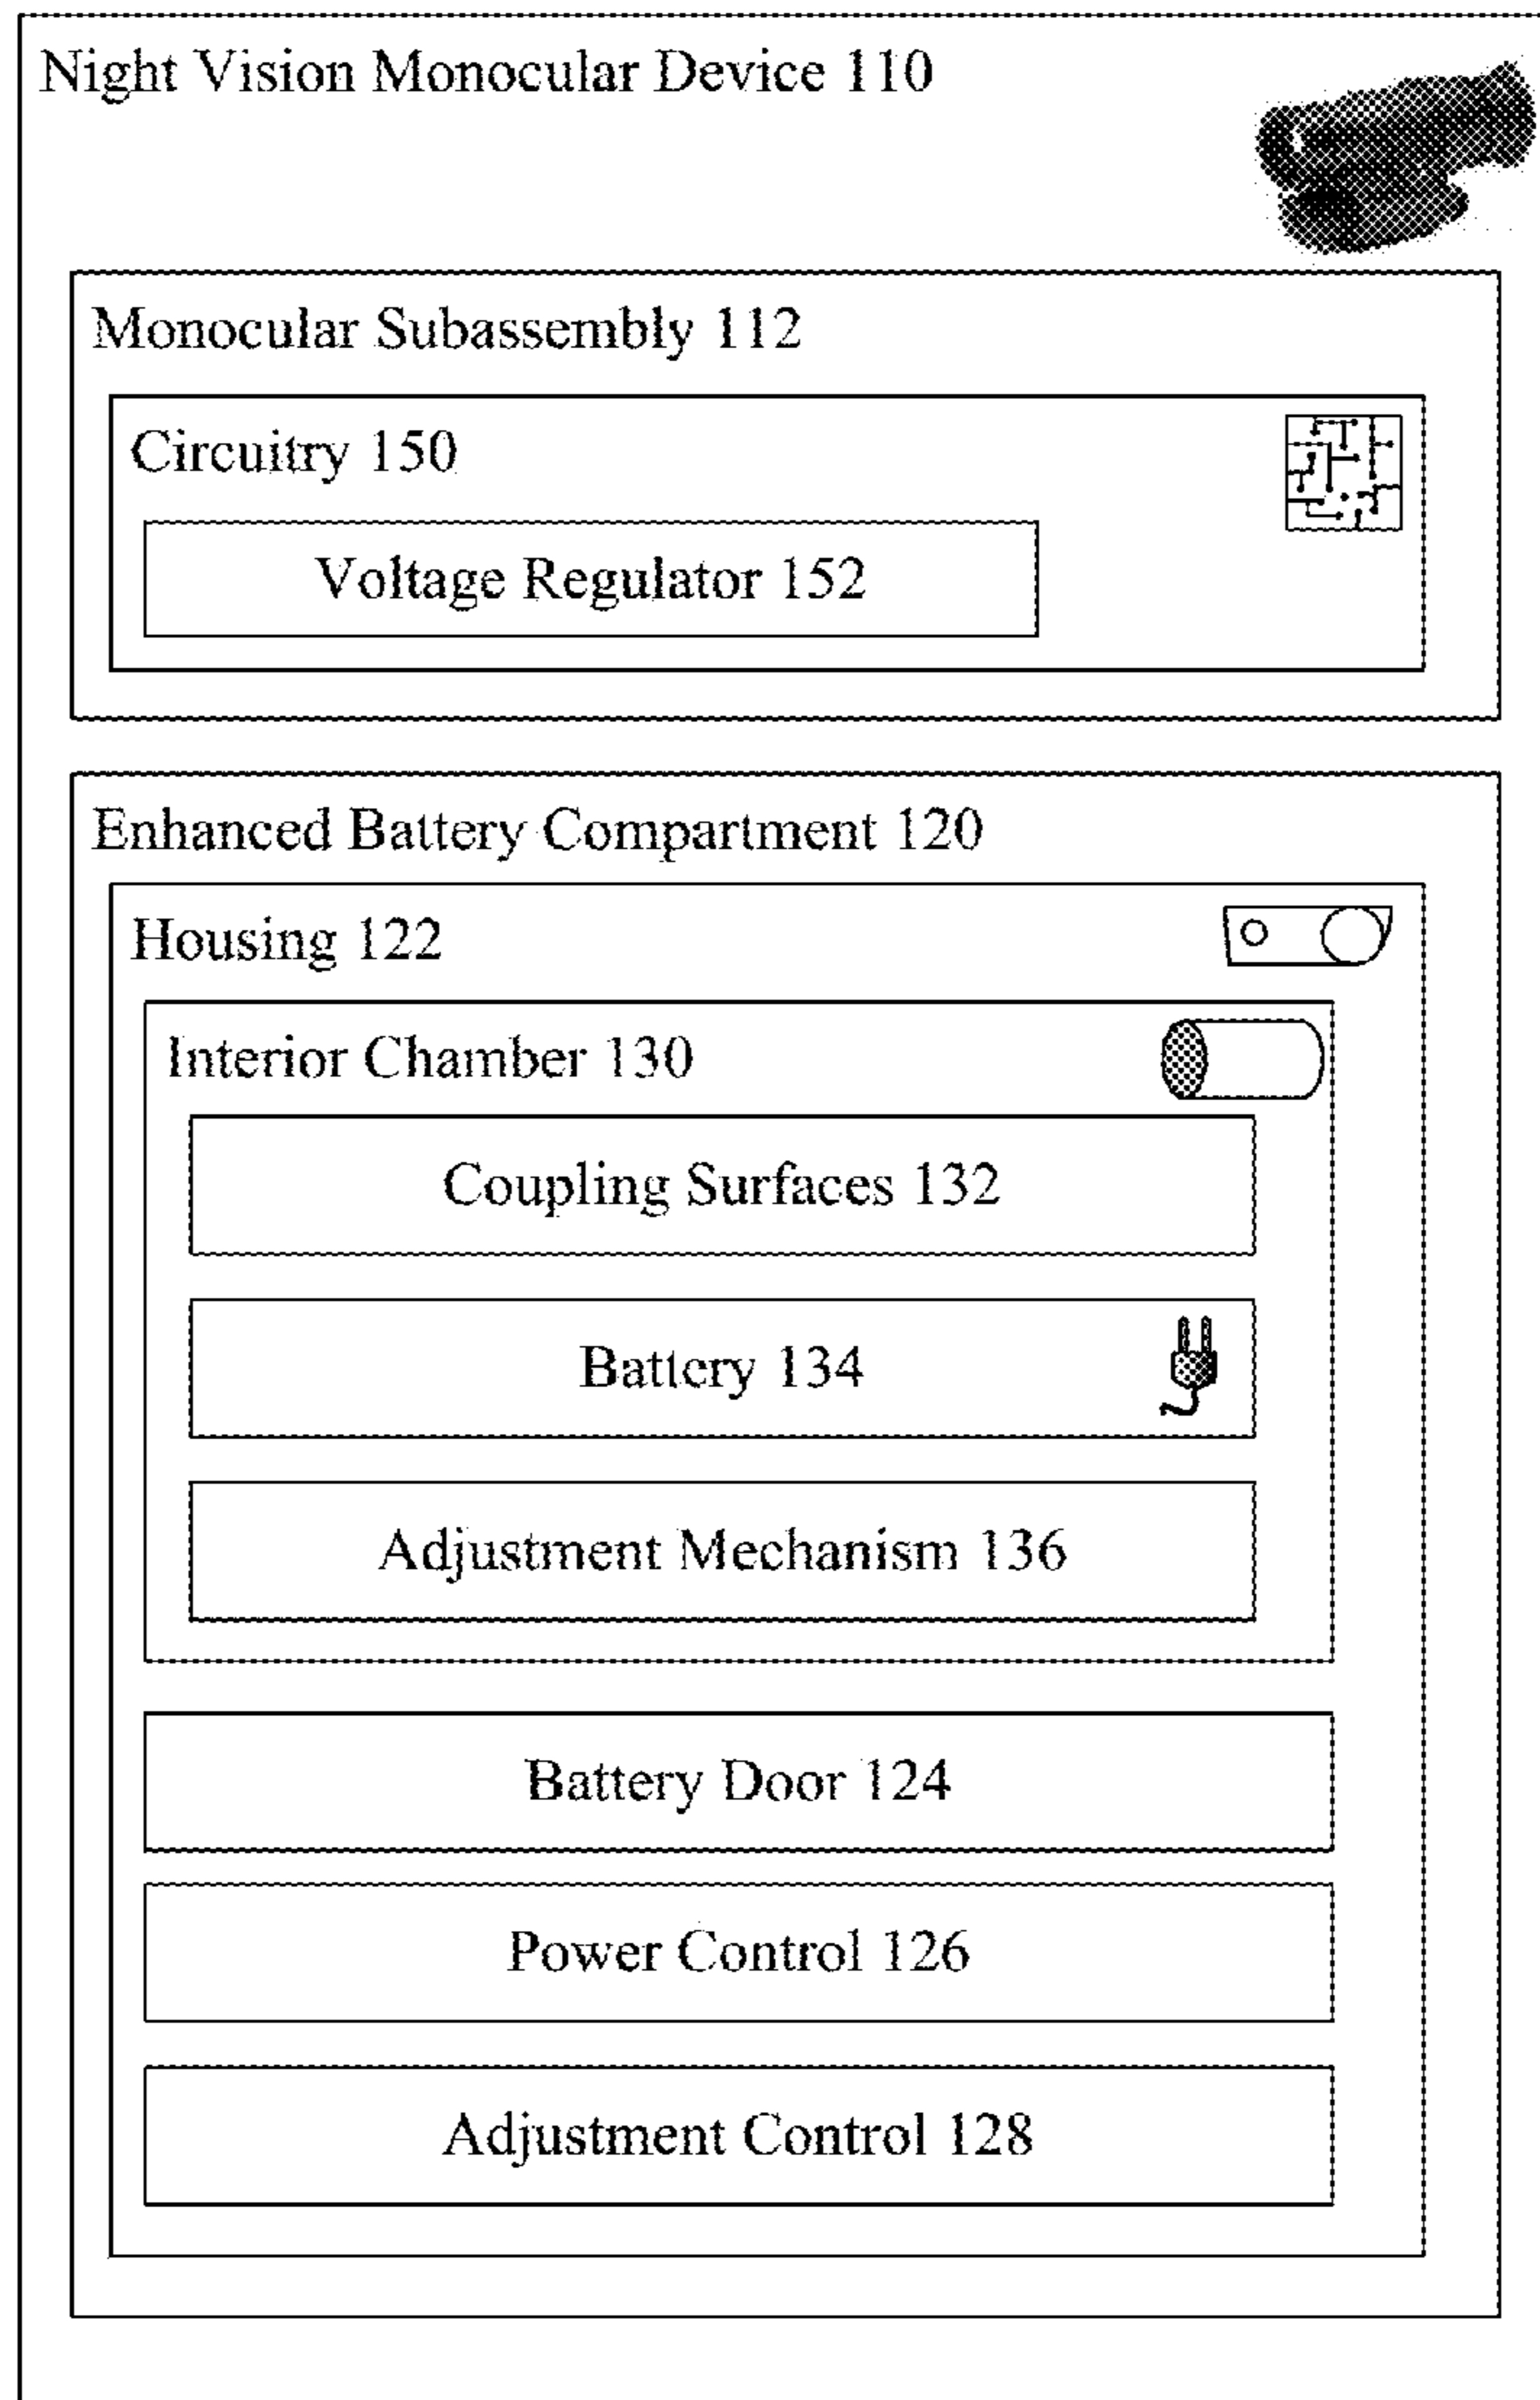 Night Vision Monocular Device 110
Monocular Subassembly 112
Circuitry 150
Voltage Regulator 152
Enhanced Battery Compartment 120
Housing 122
Interior Chamber 130
Coupling Surfaces 132
Battery 134
Adjustment Mechanism 136
Battery Door 124
Power Control 126
Adjustment Control 128